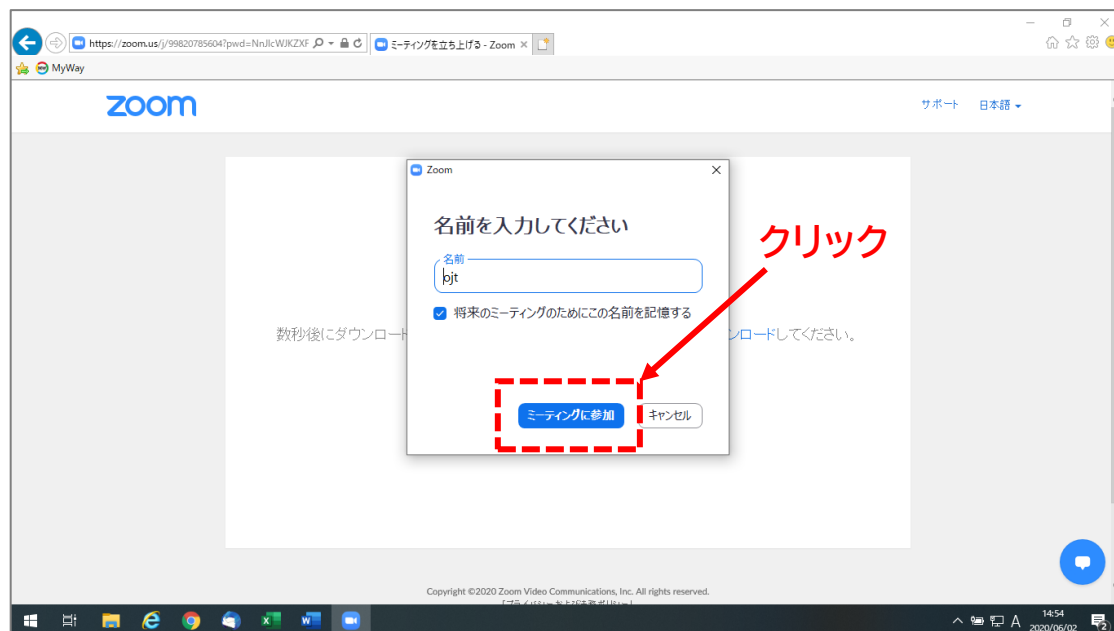 https://zoom.us/j/99820785604?pwd=NnJlcWJKZXF
ミーティングを立ち上げる - Zoom
MyWay
zoom
サポート 日本語
Zoom
名前を入力してください
クリック
名前
ojt
将来のミーティングのためにこの名前を記憶する
数秒後にダウンロード
ンロードしてください。
ミーティングに参加 キャンセル
Copyright ©2020 Zoom Video Communications, Inc. All rights reserved.
A 14:54
2020/06/02
2